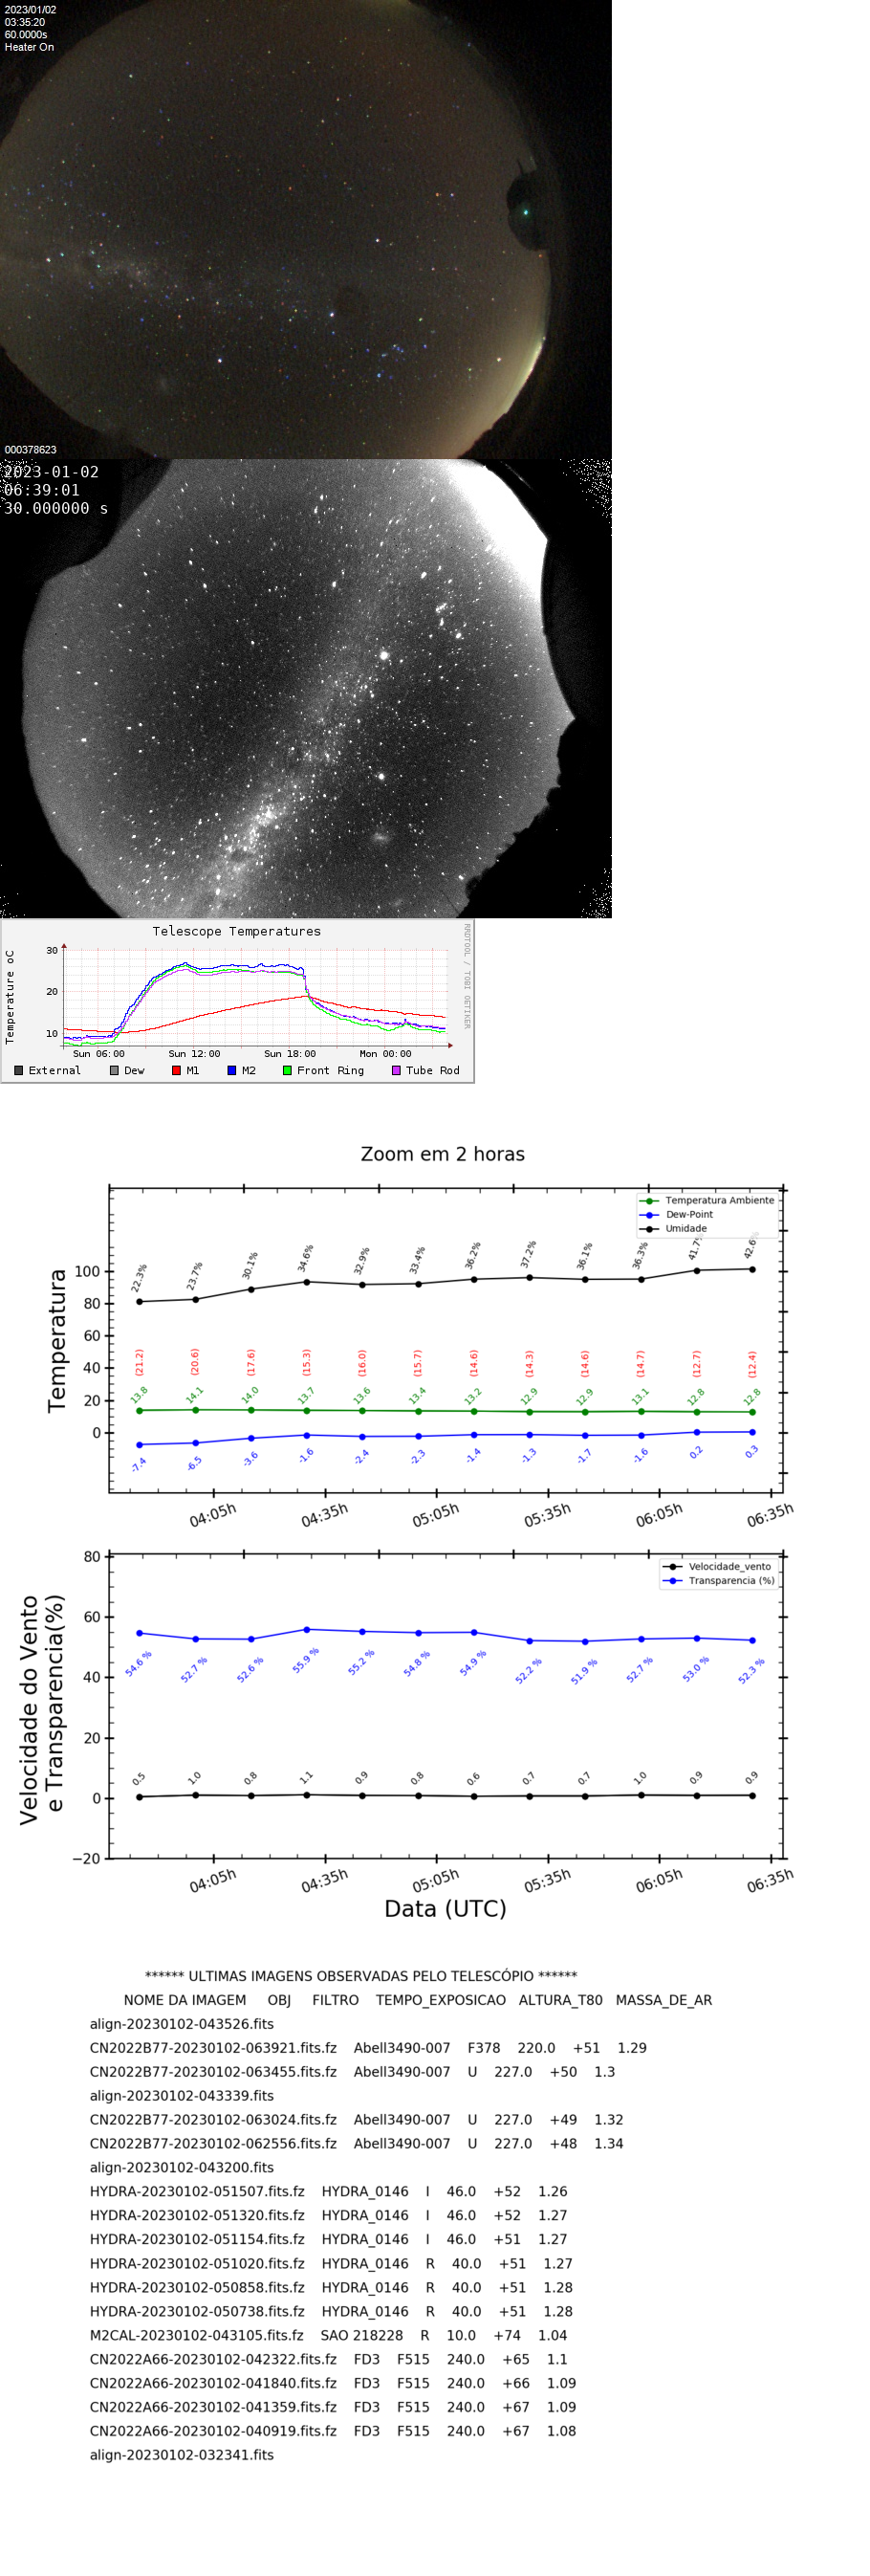 2023/01/02
03:35:20
60.0000s
Heater On
000378623
2023-01-02
06:39:01
30.000000 s
Telescope Temperatures
RRDTOOL / TOBI OETIKER
Temperature oC
30
20
10
Sun 06:00 Sun 12:00 Sun 18:00 Mon 00:00
External Dew M1 M2 Front Ring Tube Rod
Zoom em 2 horas
Temperatura Ambiente
Dew-Point
Umidade
Temperatura
100
80
60
40
20
0
22.3% 23.7% 30.1% 34.6% 32.9% 33.4% 36.2% 37.2% 36.1% 36.3% 41.7% 42.6%
(21.2) (20.6) (17.6) (15.3) (16.0) (15.7) (14.6) (14.3) (14.6) (14.7) (12.7) (12.4)
13.8 14.1 14.0 13.7 13.6 13.4 13.2 12.9 12.9 13.1 12.8 12.8
-7.4 -6.5 -3.6 -1.6 -2.4 -2.3 -1.4 -1.3 -1.7 -1.6 0.2 0.3
04:05h 04:35h 05:05h 05:35h 06:05h 06:35h
Velocidade_vento
Transparencia (%)
Velocidade do Vento
e Transparencia(%)
80
60
40
20
0
−20
54.6 % 52.7 % 52.6 % 55.9 % 55.2 % 54.8 % 54.9 % 52.2 % 51.9 % 52.7 % 53.0 % 52.3 %
0.5 1.0 0.8 1.1 0.9 0.8 0.6 0.7 0.7 1.0 0.9 0.9
04:05h 04:35h 05:05h 05:35h 06:05h 06:35h
Data (UTC)
****** ULTIMAS IMAGENS OBSERVADAS PELO TELESCÓPIO ******
NOME DA IMAGEM OBJ FILTRO TEMPO_EXPOSICAO ALTURA_T80 MASSA_DE_AR
align-20230102-043526.fits
CN2022B77-20230102-063921.fits.fz Abell3490-007 F378 220.0 +51 1.29
CN2022B77-20230102-063455.fits.fz Abell3490-007 U 227.0 +50 1.3
align-20230102-043339.fits
CN2022B77-20230102-063024.fits.fz Abell3490-007 U 227.0 +49 1.32
CN2022B77-20230102-062556.fits.fz Abell3490-007 U 227.0 +48 1.34
align-20230102-043200.fits
HYDRA-20230102-051507.fits.fz HYDRA_0146 I 46.0 +52 1.26
HYDRA-20230102-051320.fits.fz HYDRA_0146 I 46.0 +52 1.27
HYDRA-20230102-051154.fits.fz HYDRA_0146 I 46.0 +51 1.27
HYDRA-20230102-051020.fits.fz HYDRA_0146 R 40.0 +51 1.27
HYDRA-20230102-050858.fits.fz HYDRA_0146 R 40.0 +51 1.28
HYDRA-20230102-050738.fits.fz HYDRA_0146 R 40.0 +51 1.28
M2CAL-20230102-043105.fits.fz SAO 218228 R 10.0 +74 1.04
CN2022A66-20230102-042322.fits.fz FD3 F515 240.0 +65 1.1
CN2022A66-20230102-041840.fits.fz FD3 F515 240.0 +66 1.09
CN2022A66-20230102-041359.fits.fz FD3 F515 240.0 +67 1.09
CN2022A66-20230102-040919.fits.fz FD3 F515 240.0 +67 1.08
align-20230102-032341.fits